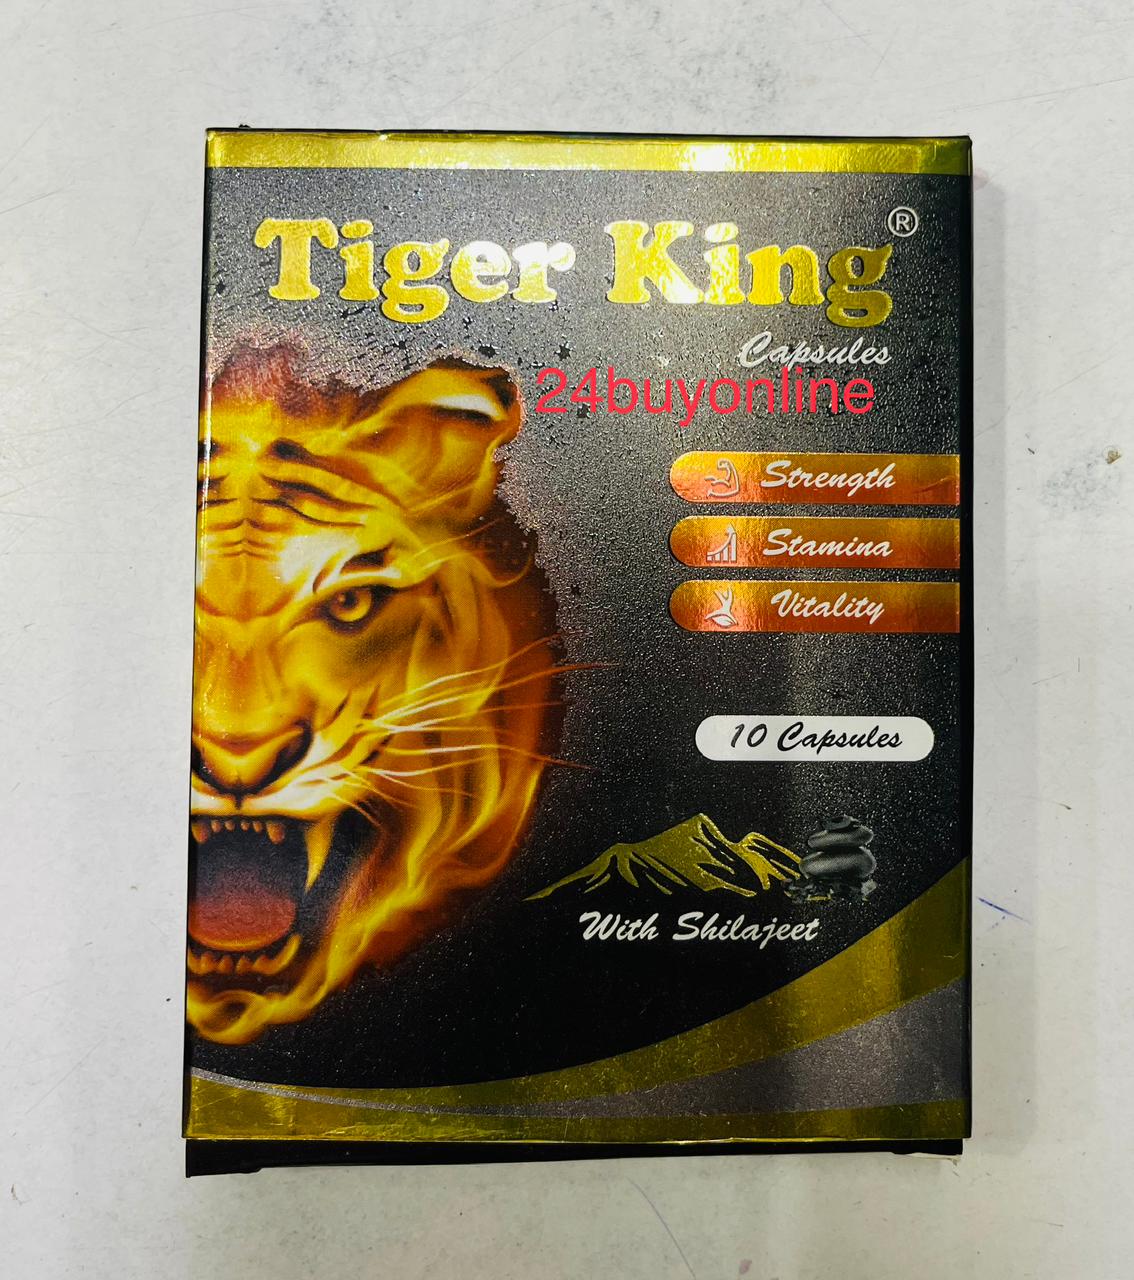 Tiger King ®
Capsules
24buyonline
Strength
Stamina
Vitality
10 Capsules
With Shilajeet